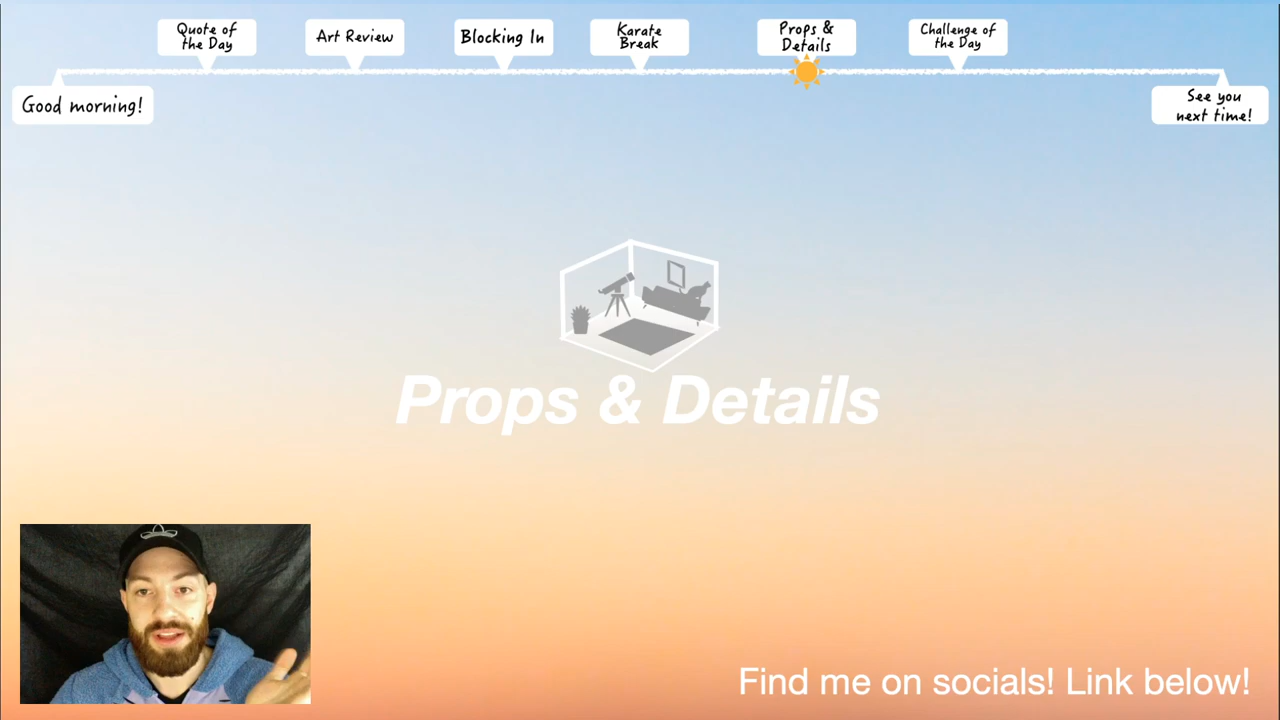 Quote of
the Day
Art Review
Blocking In
Karate
Break
Props &
Details
Challenge of
the Day
Good morning!
See you
next time!
Props & Details
Find me on socials! Link below!